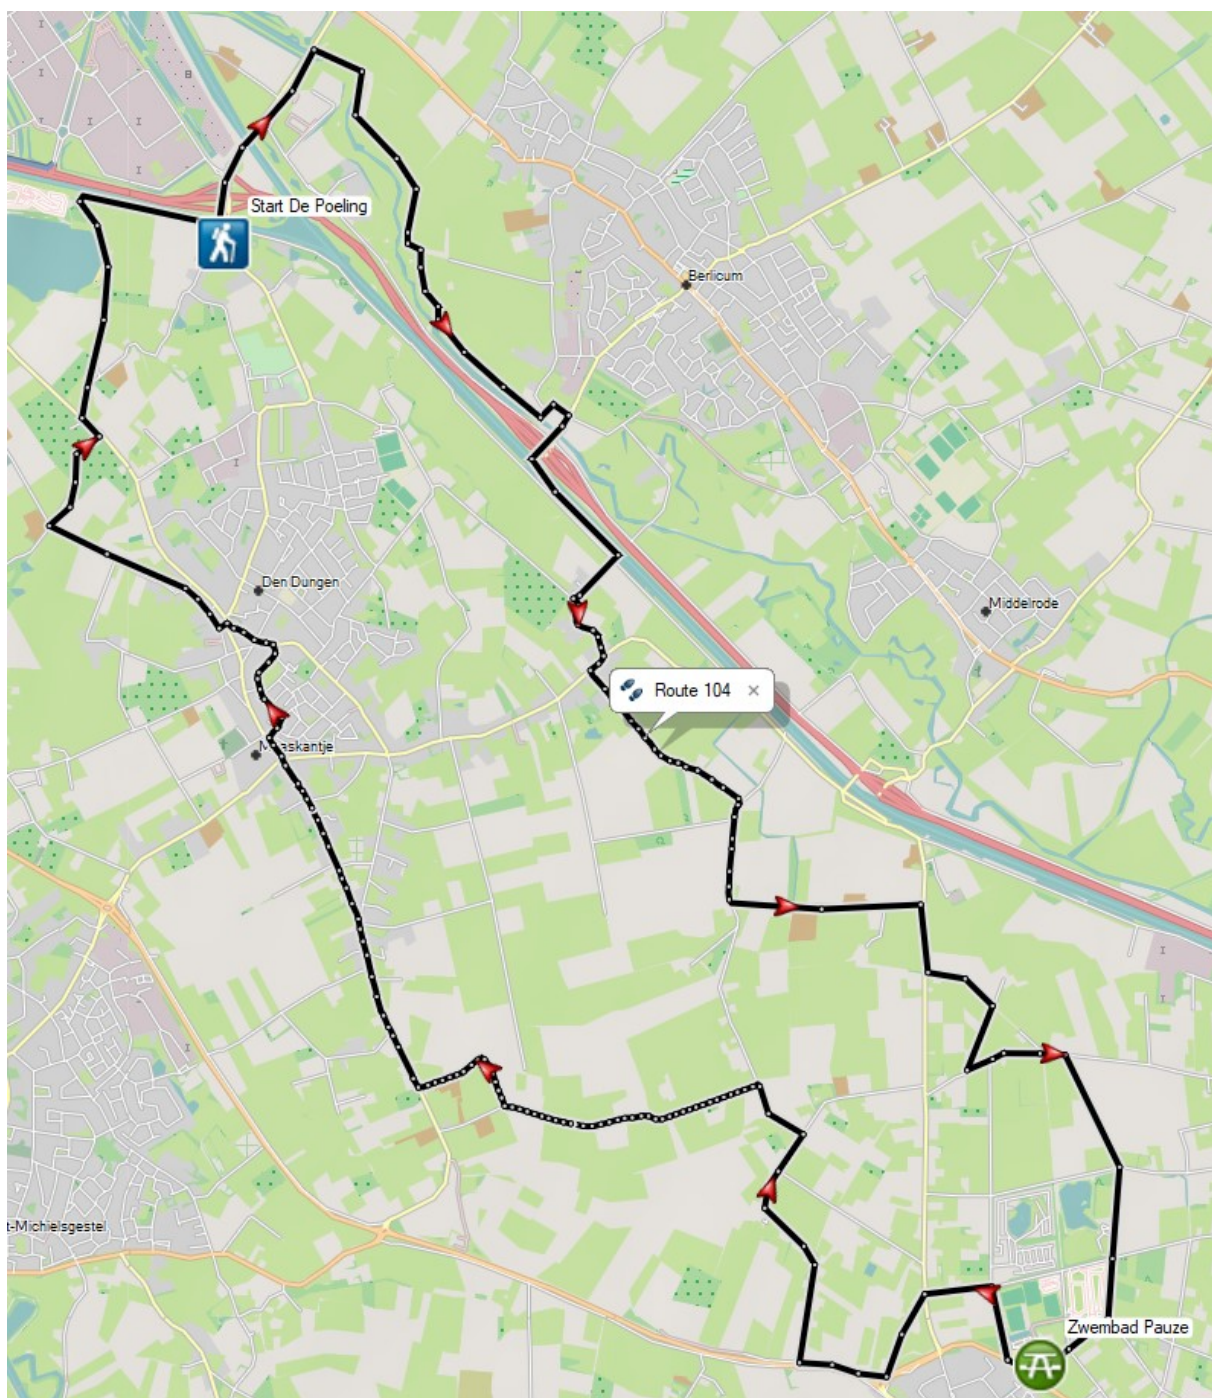 Start De Poeling
Berlicum
Den Dungen
Middelrode
Route 104
Maaskantje
t-Michielsgestel
Zwembad Pauze